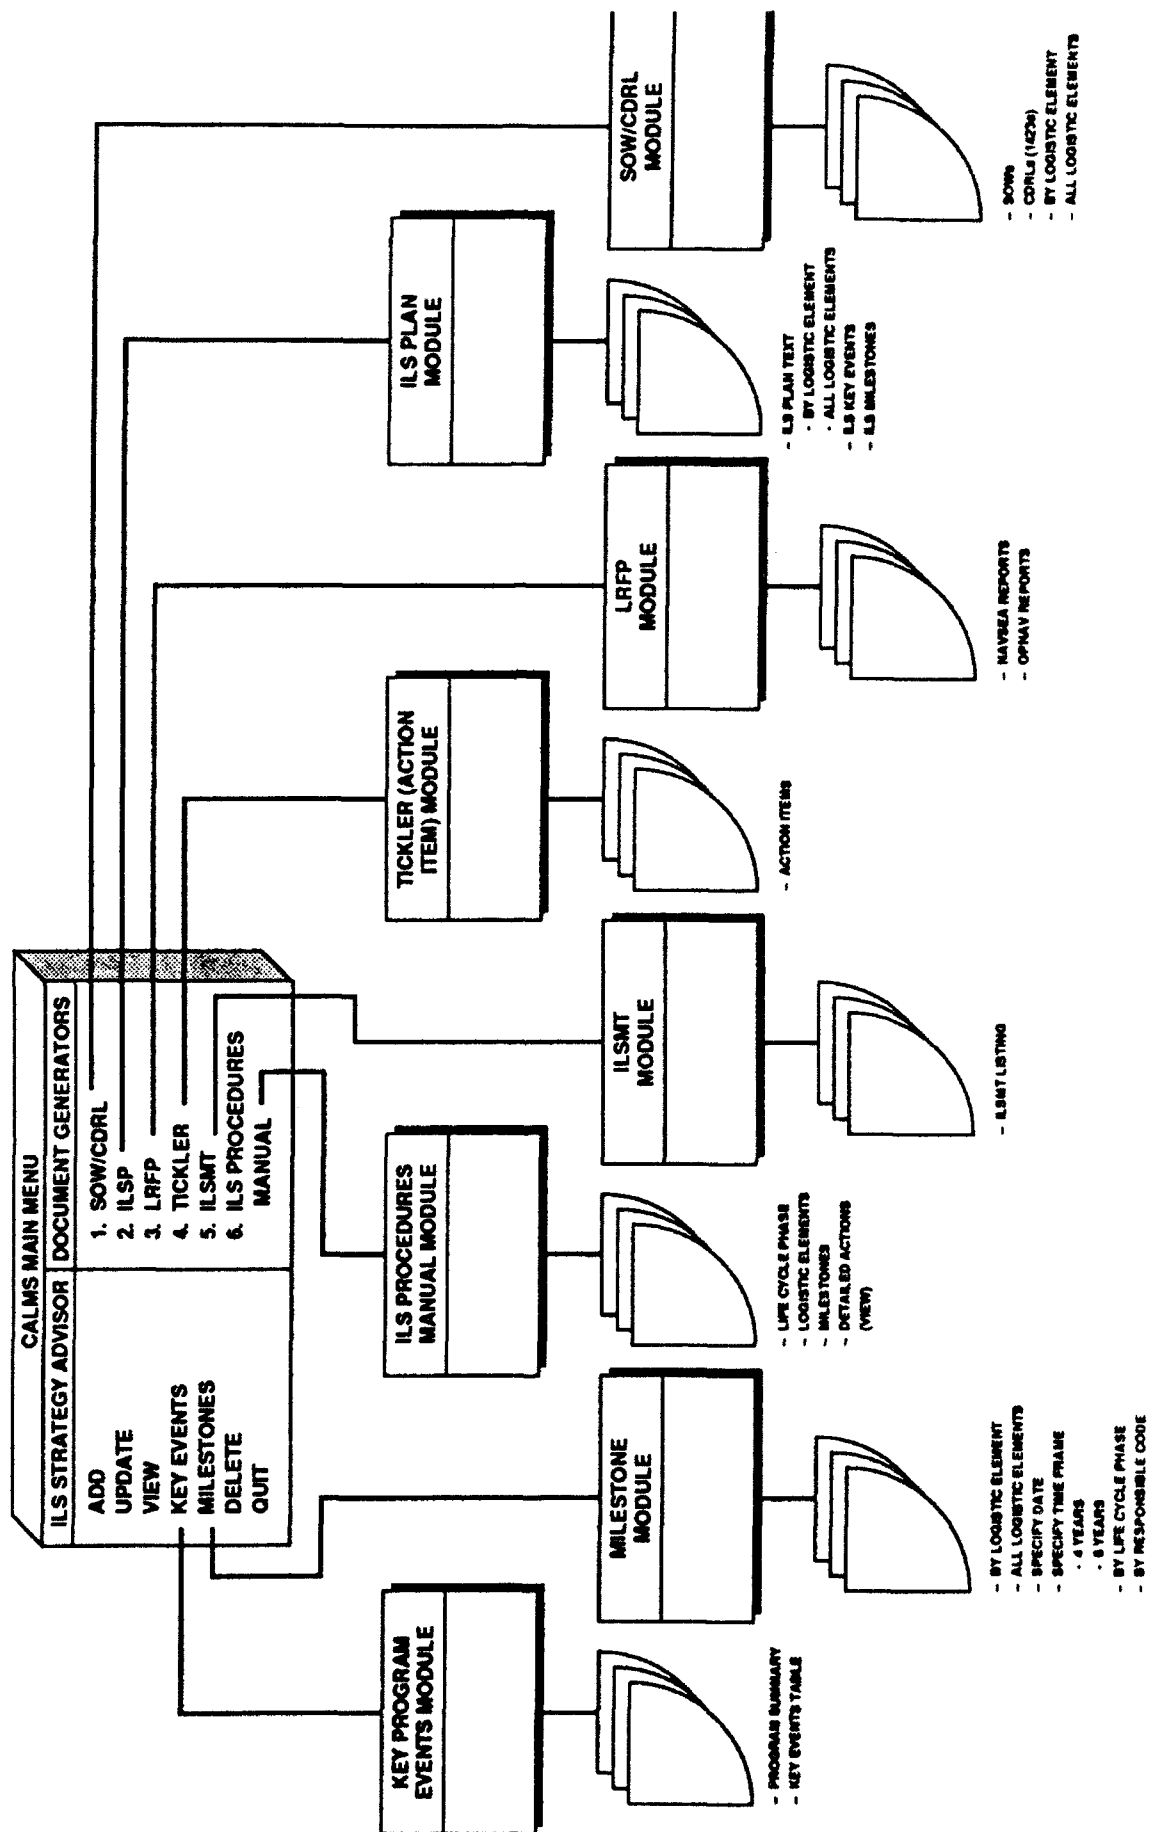 CALMS MAIN MENU
ILS STRATEGY ADVISOR
ADD
UPDATE
VIEW
KEY EVENTS
MILESTONES
DELETE
QUIT
DOCUMENT GENERATORS
1. SOW/CDRL
2. ILSP
3. LRFP
4. TICKLER
5. ILSMT
6. ILS PROCEDURES
MANUAL
KEY PROGRAM
EVENTS MODULE
- PROGRAM SUMMARY
- KEY EVENTS TABLE
MILESTONE
MODULE
- BY LOGISTIC ELEMENT
- ALL LOGISTIC ELEMENTS
- SPECIFY DATE
- SPECIFY TIME FRAME
· 4 YEARS
· 6 YEARS
- BY LIFE CYCLE PHASE
- BY RESPONSIBLE CODE
ILS PROCEDURES
MANUAL MODULE
- LIFE CYCLE PHASE
- LOGISTIC ELEMENTS
- MILESTONES
- DETAILED ACTIONS
(VIEW)
ILSMT
MODULE
- ILSMT LISTING
TICKLER (ACTION
ITEM) MODULE
- ACTION ITEMS
LRFP
MODULE
- NAVSEA REPORTS
- OPNAV REPORTS
ILS PLAN
MODULE
- ILS PLAN TEXT
· BY LOGISTIC ELEMENT
· ALL LOGISTIC ELEMENTS
- ILS KEY EVENTS
- ILS MILESTONES
SOW/CDRL
MODULE
- SOWs
- CDRLs (1423s)
- BY LOGISTIC ELEMENT
- ALL LOGISTIC ELEMENTS